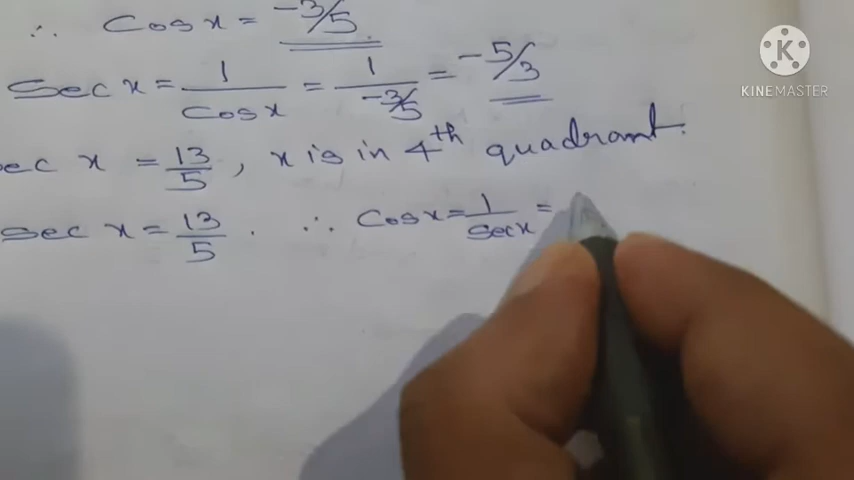 ∴ Cos x = -3/5
Sec x = 1/Cos x = 1/-3/5 = -5/3
ec x = 13/5, x is in 4th quadrant.
sec x = 13/5. ∴ Cos x = 1/Sec x =
K
KINEMASTER